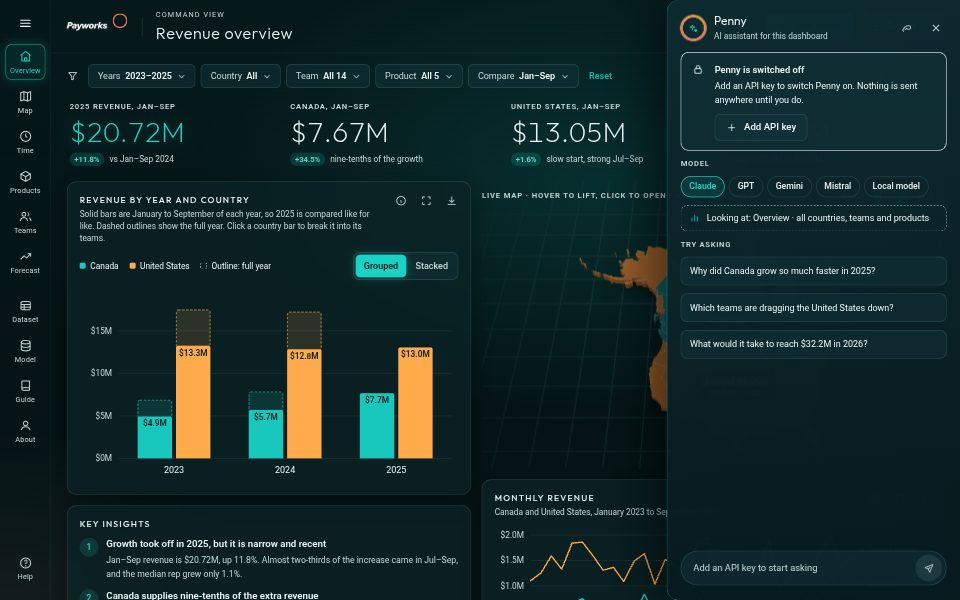 Payworks
COMMAND VIEW
Revenue overview
Overview
Map
Time
Products
Teams
Forecast
Dataset
Model
Guide
About
Help
Years 2023–2025
Country All
Team All 14
Product All 5
Compare Jan–Sep
Reset
2025 REVENUE, JAN–SEP
$20.72M
+11.8% vs Jan–Sep 2024
CANADA, JAN–SEP
$7.67M
+34.5% nine-tenths of the growth
UNITED STATES, JAN–SEP
$13.05M
+1.6% slow start, strong Jul–Sep
REVENUE BY YEAR AND COUNTRY
Solid bars are January to September of each year, so 2025 is compared like for
like. Dashed outlines show the full year. Click a country bar to break it into its
teams.
Canada
United States
Outline: full year
Grouped
Stacked
$15M
$10M
$5M
$0M
$4.9M
$13.3M
$5.7M
$12.8M
$7.7M
$13.0M
2023
2024
2025
KEY INSIGHTS
1
Growth took off in 2025, but it is narrow and recent
Jan–Sep revenue is $20.72M, up 11.8%. Almost two-thirds of the increase came in Jul–Sep,
and the median rep grew only 1.1%.
2
Canada supplies nine-tenths of the extra revenue
LIVE MAP · HOVER TO LIFT, CLICK TO OPEN
MONTHLY REVENUE
Canada and United States, January 2023 to Sep
$2.0M
$1.5M
$1.0M
Penny
AI assistant for this dashboard
Penny is switched off
Add an API key to switch Penny on. Nothing is sent
anywhere until you do.
Add API key
MODEL
Claude
GPT
Gemini
Mistral
Local model
Looking at: Overview · all countries, teams and products
TRY ASKING
Why did Canada grow so much faster in 2025?
Which teams are dragging the United States down?
What would it take to reach $32.2M in 2026?
Add an API key to start asking